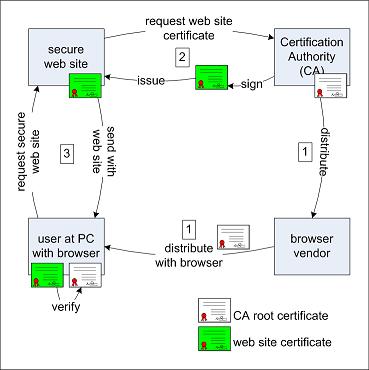 request web site
certificate
secure
web site
2
issue
sign
Certification
Authority
(CA)
request secure
web site
3
send with
web site
1
distribute
user at PC
with browser
1
distribute
with browser
browser
vendor
verify
CA root certificate
web site certificate